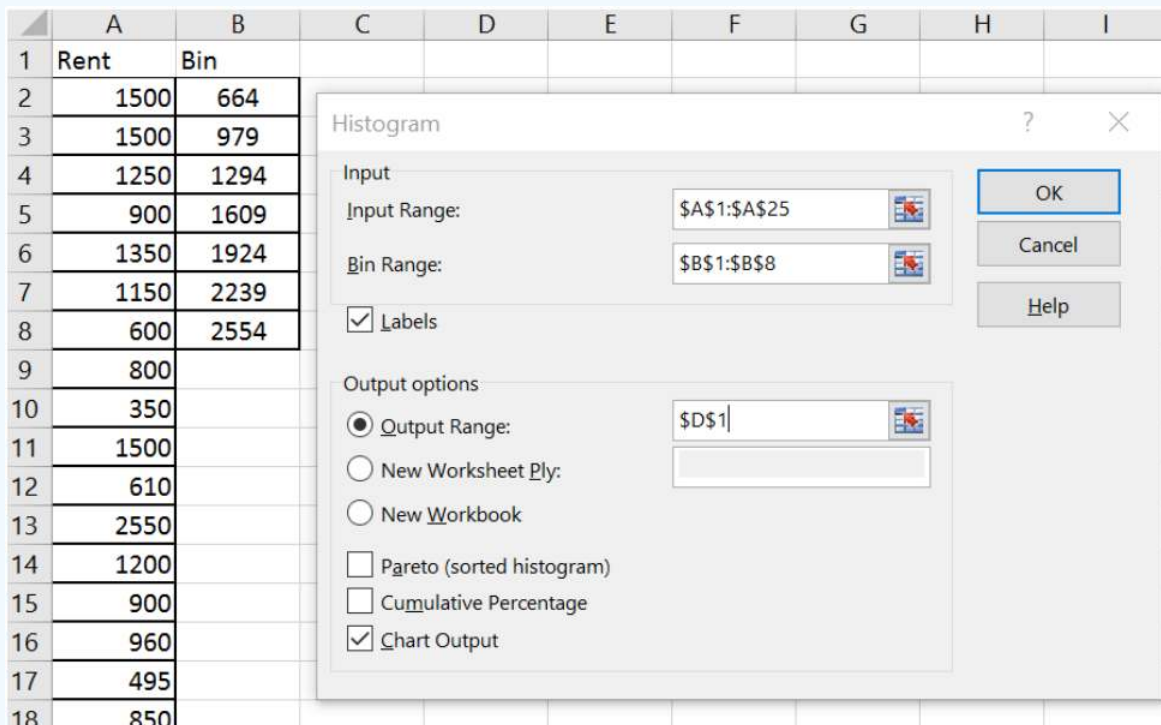 A B C D E F G H I
1 Rent Bin
2 1500 664
3 1500 979
4 1250 1294
5 900 1609
6 1350 1924
7 1150 2239
8 600 2554
9 800
10 350
11 1500
12 610
13 2550
14 1200
15 900
16 960
17 495
18 850
Histogram ? ×
Input
Input Range: $A$1:$A$25
Bin Range: $B$1:$B$8
Labels
Output options
Output Range: $D$1
New Worksheet Ply:
New Workbook
Pareto (sorted histogram)
Cumulative Percentage
Chart Output
OK
Cancel
Help